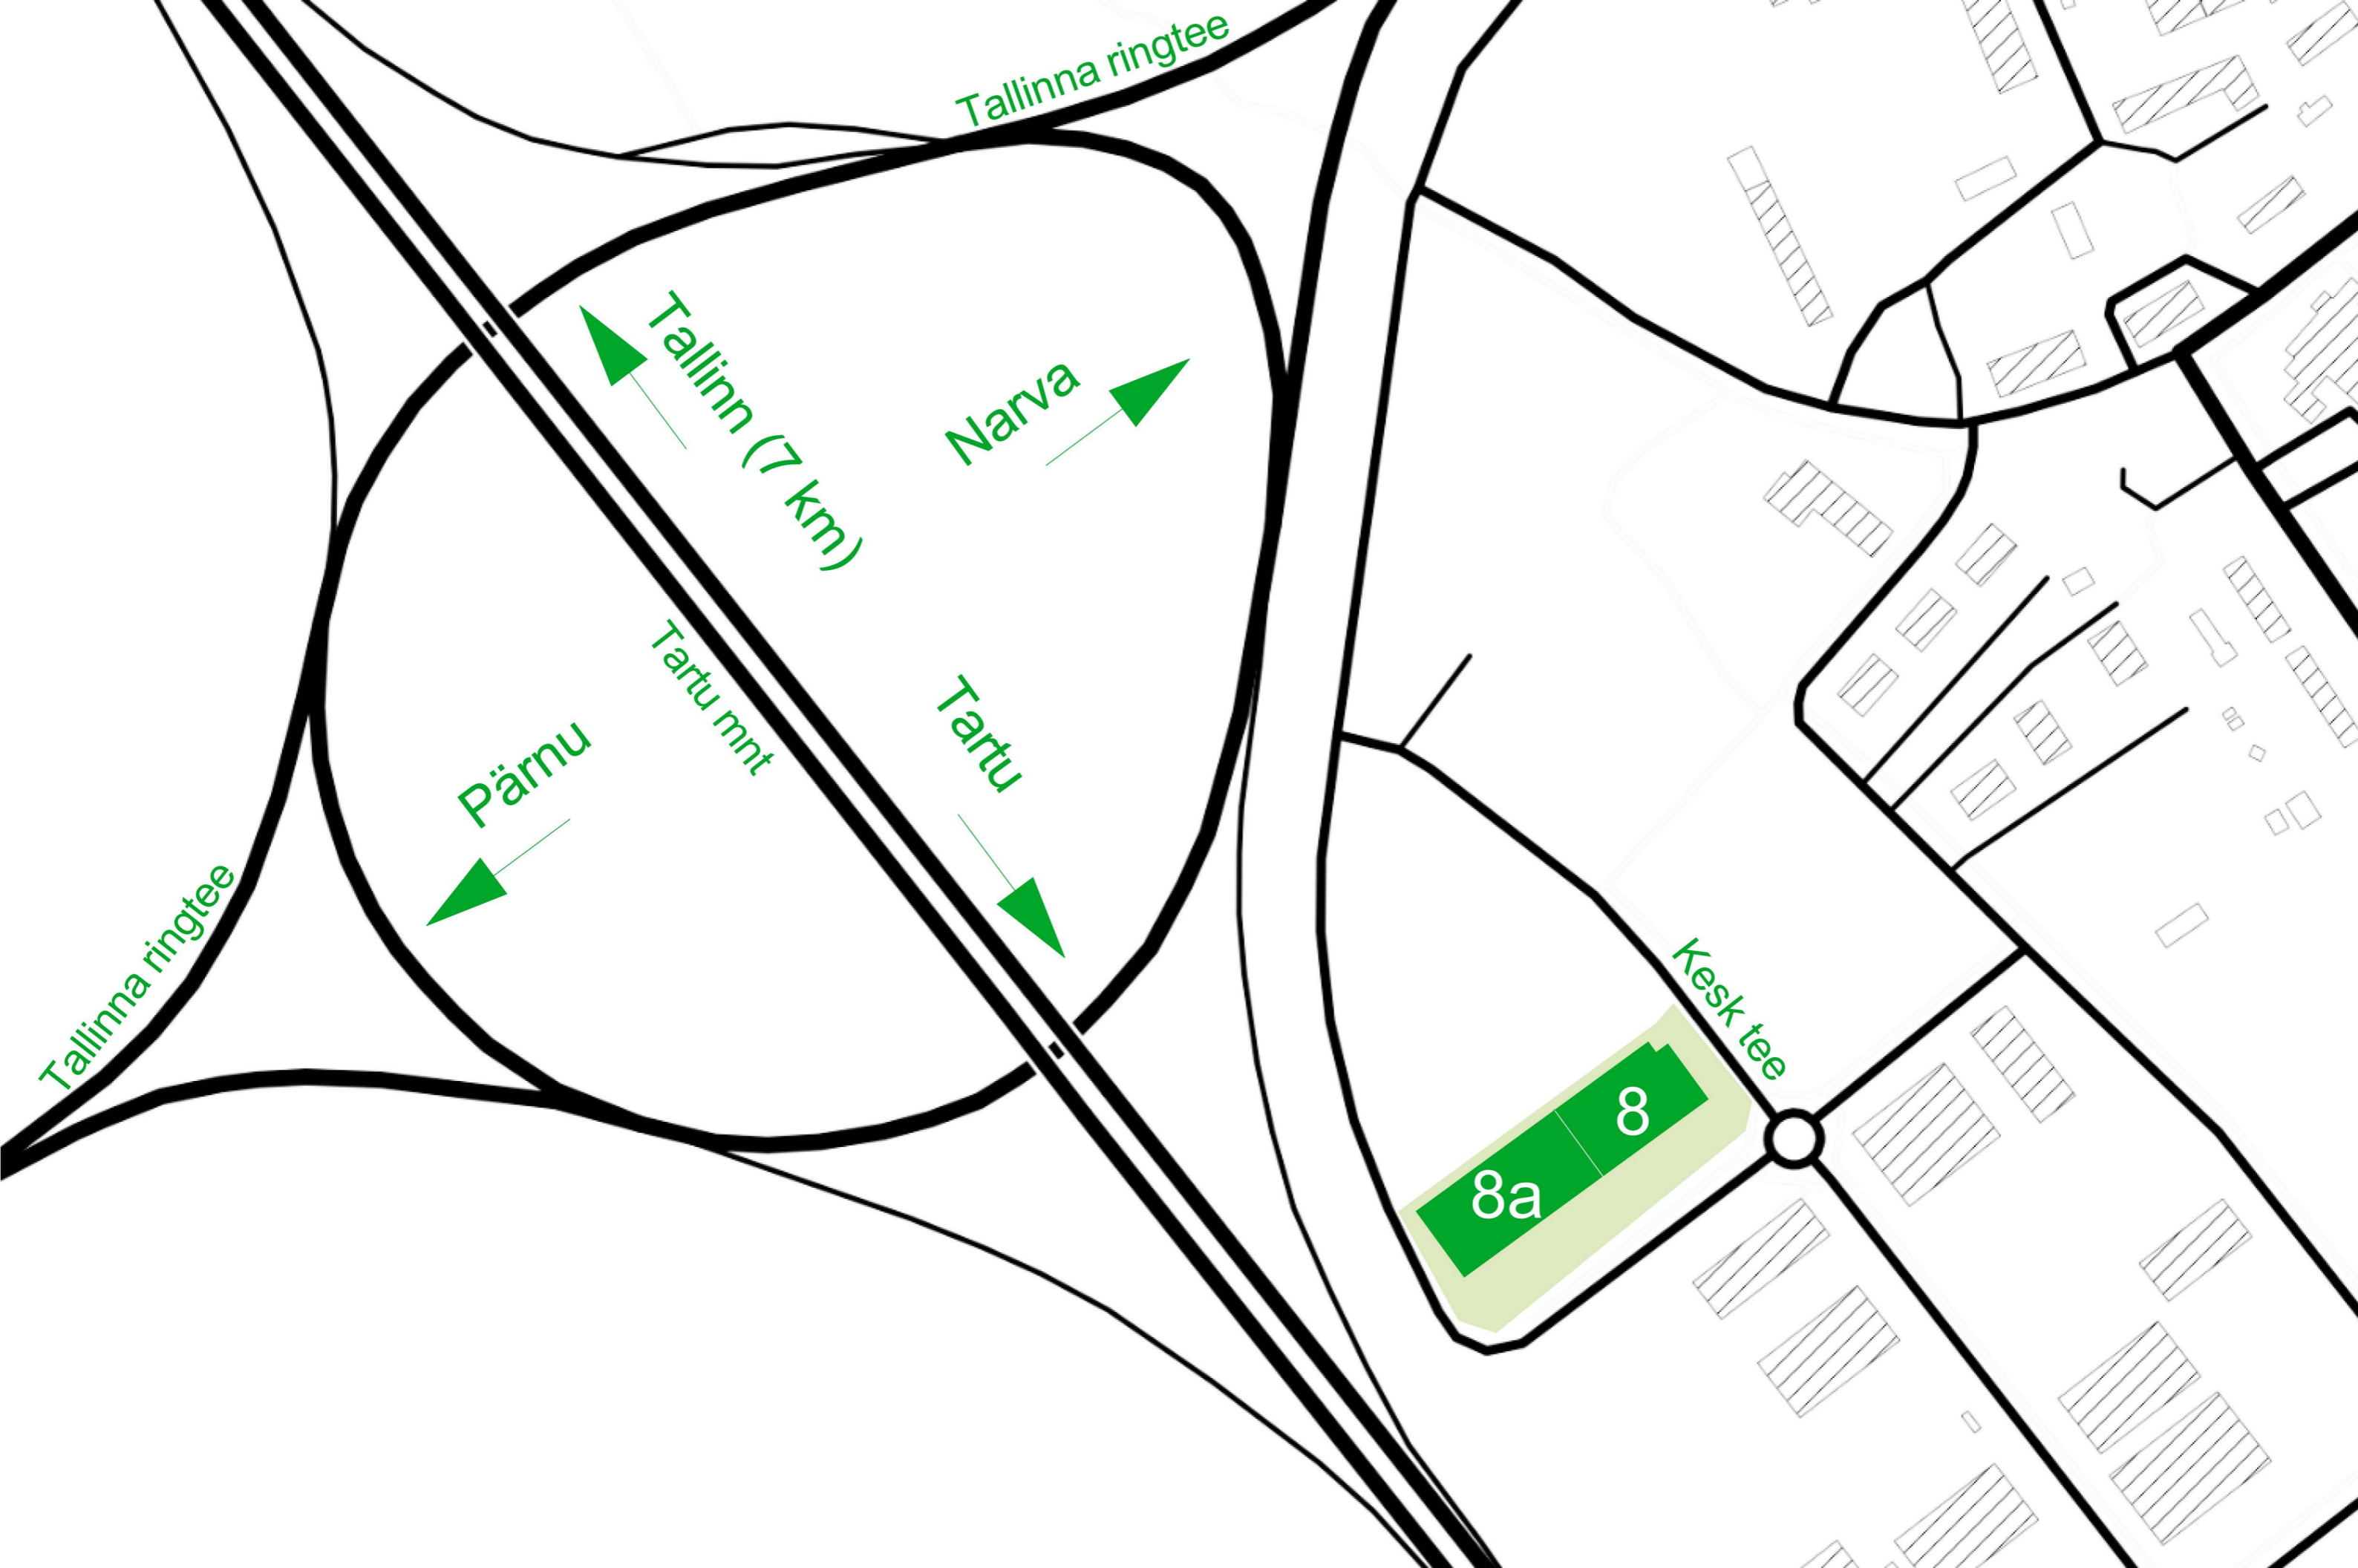 Tallinna ringtee
Tallinn (7 km)
Narva
Tartu mnt
Tartu
Pärnu
Tallinna ringtee
Kesk tee
8
8a